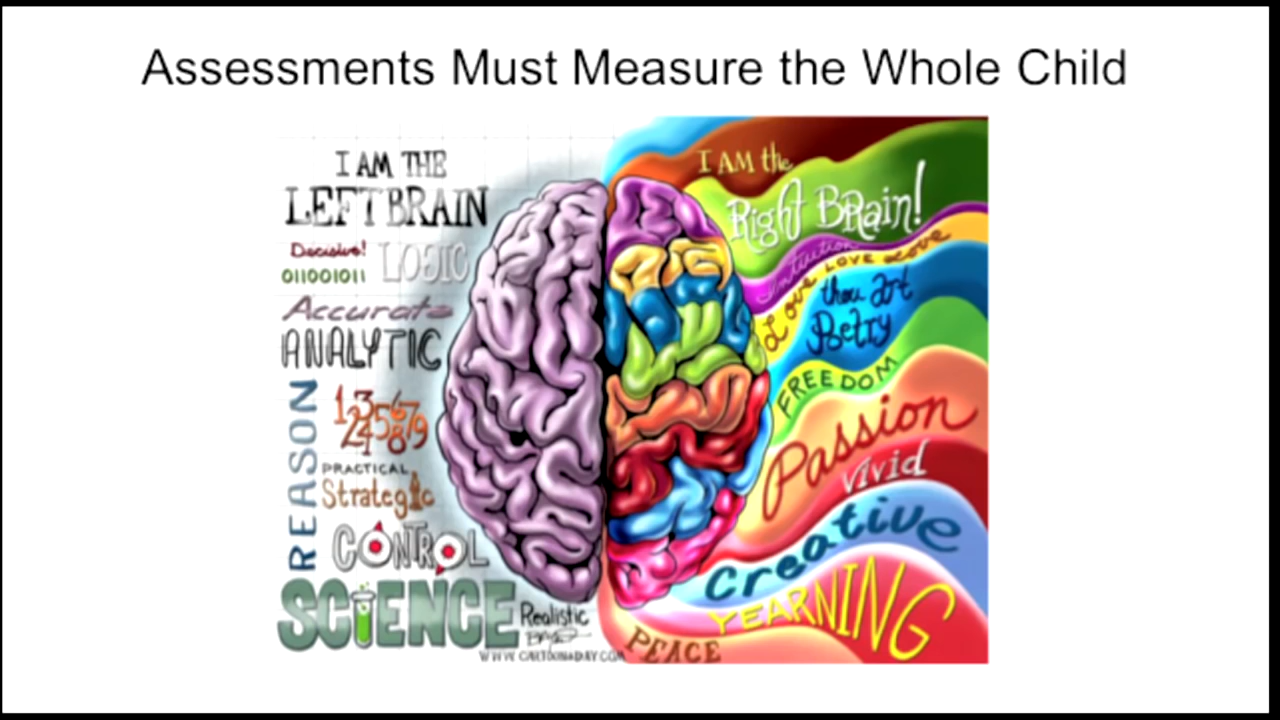 Assessments Must Measure the Whole Child
I AM THE
LEFT BRAIN
Decisive!
LOGIC
011001011
Accurate
ANALYTIC
REASON
123456789
PRACTICAL
Strategic
CONTROL
SCIENCE
Realistic
WWW.CARTOONADAY.COM
I AM the
Right BRain!
Intuition
Love LOVE Love
thou art
Poetry
FREEDOM
Passion
Vivid
Creative
YEARNING
PEACE